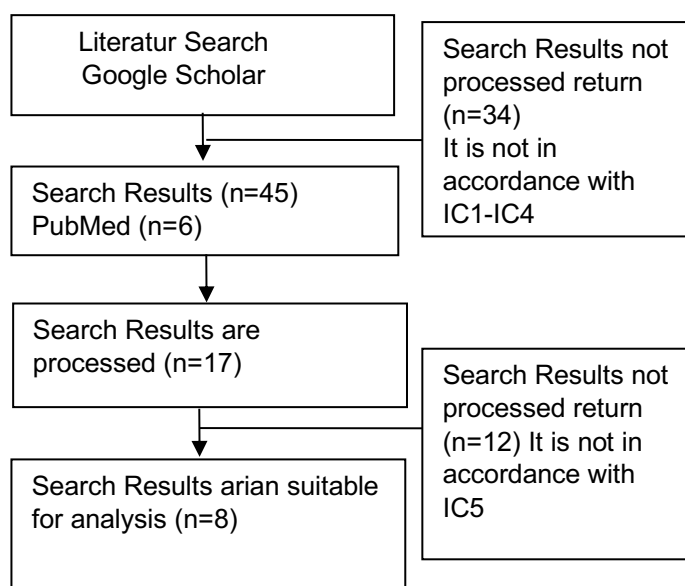 Literatur Search
Google Scholar
Search Results not
processed return
(n=34)
It is not in
accordance with
IC1-IC4
Search Results (n=45)
PubMed (n=6)
Search Results are
processed (n=17)
Search Results not
processed return
(n=12) It is not in
accordance with
IC5
Search Results arian suitable
for analysis (n=8)